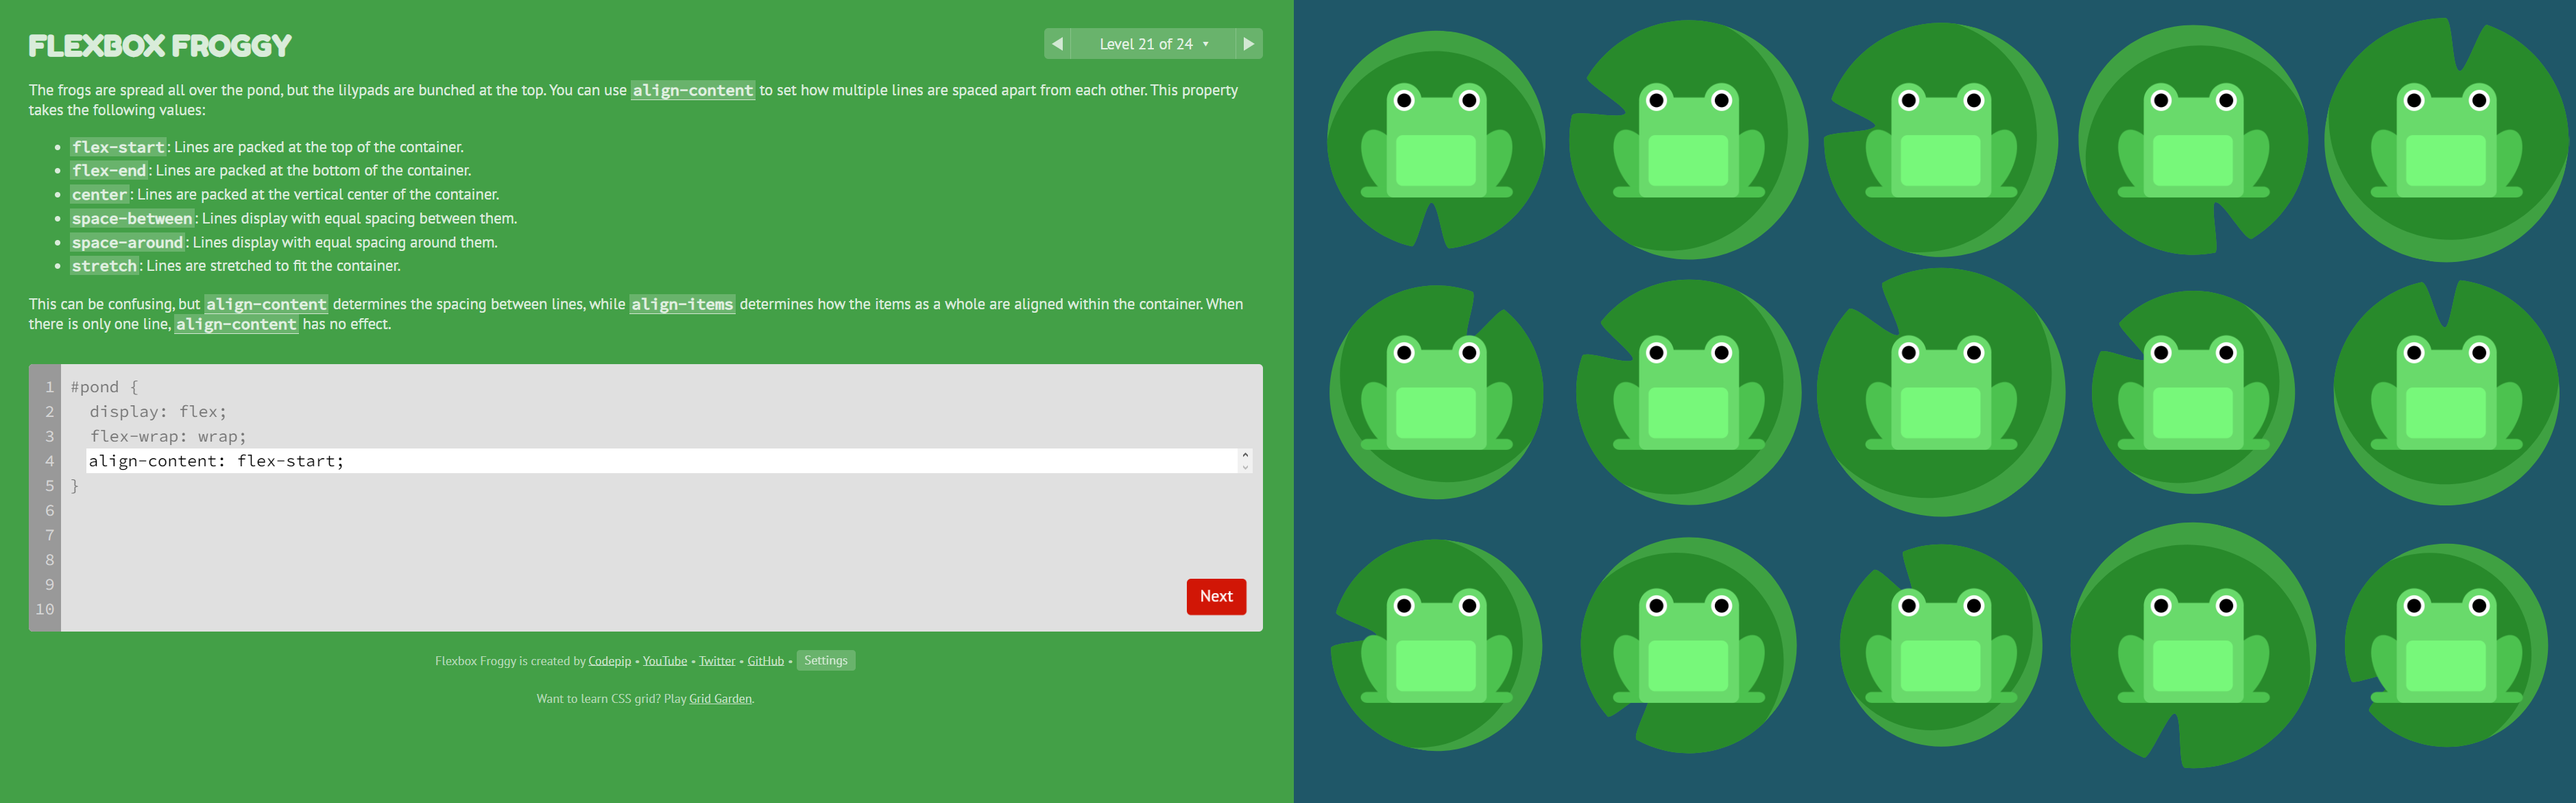 FLEXBOX FROGGY
Level 21 of 24
The frogs are spread all over the pond, but the lilypads are bunched at the top. You can use align-content to set how multiple lines are spaced apart from each other. This property
takes the following values:
flex-start: Lines are packed at the top of the container.
flex-end: Lines are packed at the bottom of the container.
center: Lines are packed at the vertical center of the container.
space-between: Lines display with equal spacing between them.
space-around: Lines display with equal spacing around them.
stretch: Lines are stretched to fit the container.
This can be confusing, but align-content determines the spacing between lines, while align-items determines how the items as a whole are aligned within the container. When
there is only one line, align-content has no effect.
1 #pond {
2 display: flex;
3 flex-wrap: wrap;
4 align-content: flex-start;
5 }
6
7
8
9
10
Next
Flexbox Froggy is created by Codepip • YouTube • Twitter • GitHub • Settings
Want to learn CSS grid? Play Grid Garden.